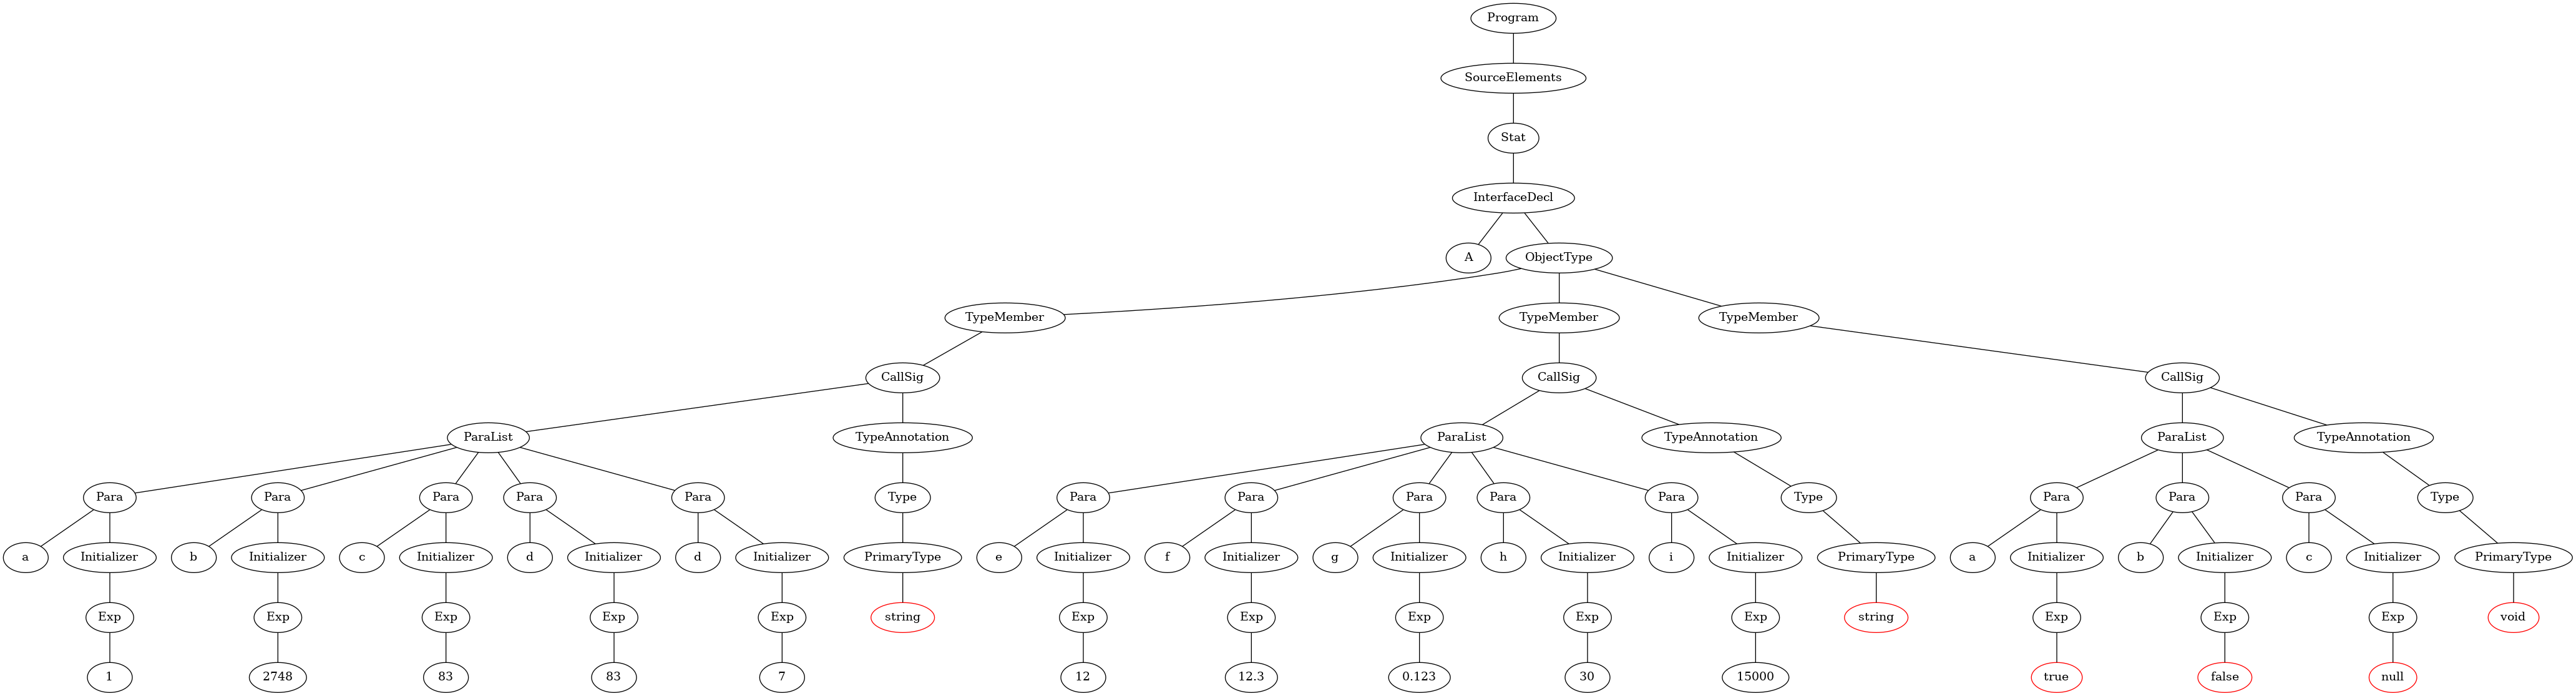 Program
SourceElements
Stat
InterfaceDecl
A ObjectType
TypeMember TypeMember TypeMember
CallSig CallSig CallSig
ParaList TypeAnnotation ParaList TypeAnnotation ParaList TypeAnnotation
Para Para Para Para Para Type Para Para Para Para Para Type Para Para Para Type
a Initializer b Initializer c Initializer d Initializer d Initializer PrimaryType e Initializer f Initializer g Initializer h Initializer i Initializer PrimaryType a Initializer b Initializer c Initializer PrimaryType
Exp Exp Exp Exp Exp string Exp Exp Exp Exp Exp string Exp Exp Exp void
1 2748 83 83 7 12 12.3 0.123 30 15000 true false null